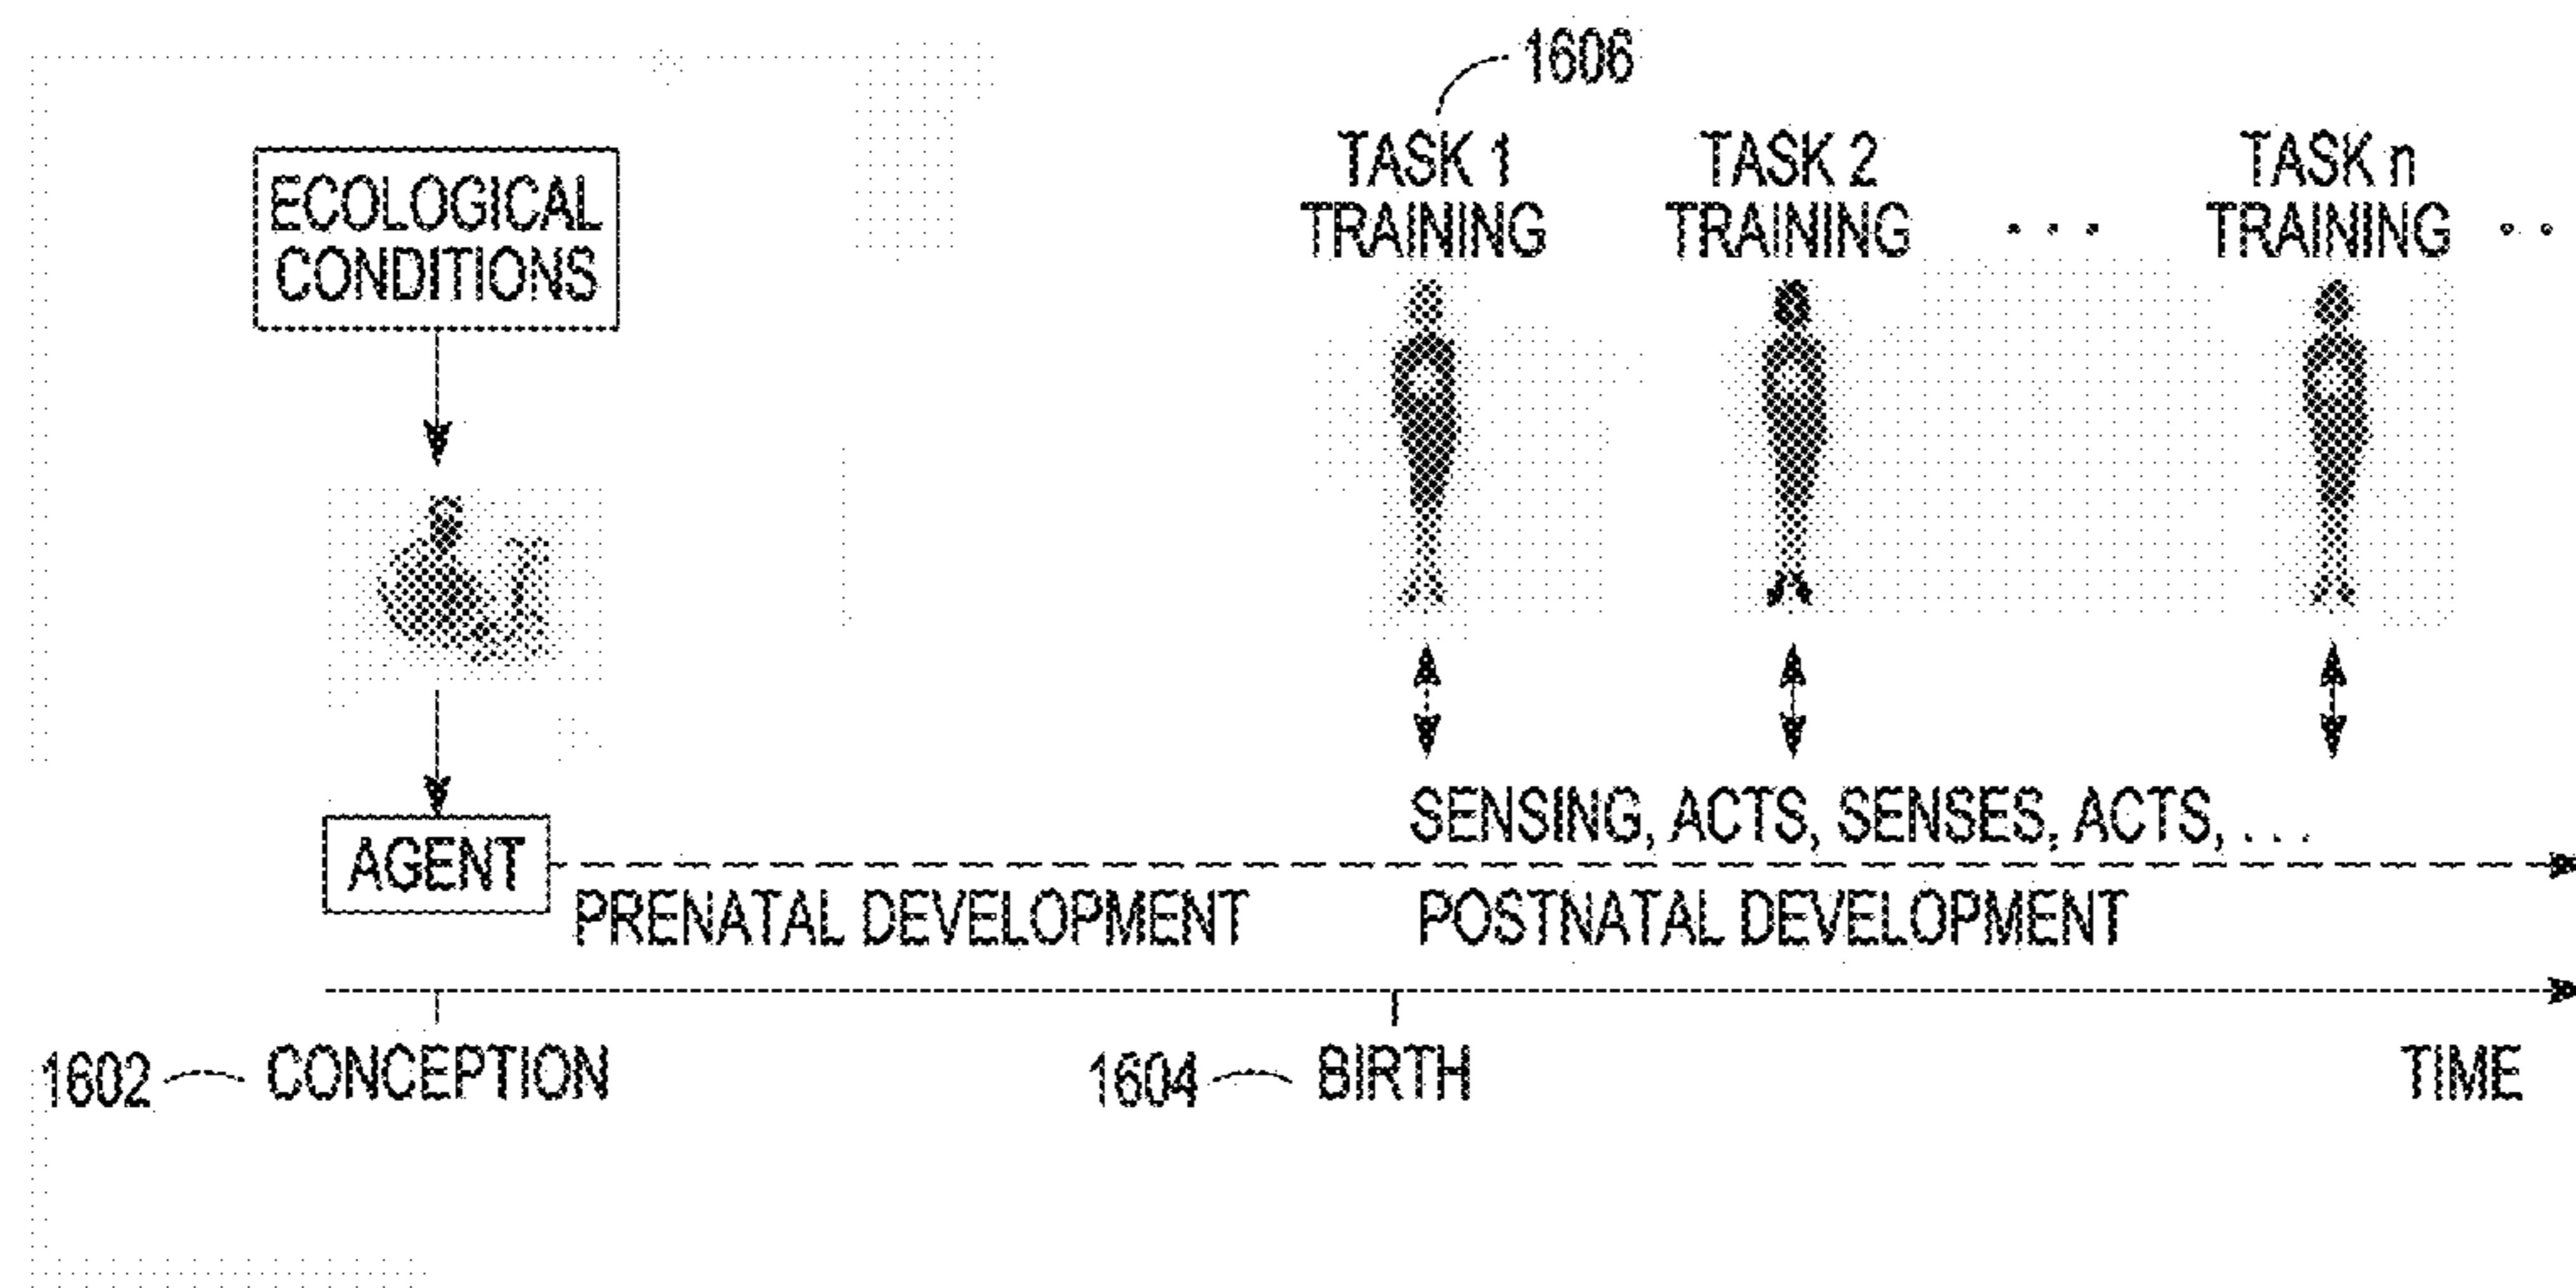 1606
ECOLOGICAL
CONDITIONS
TASK 1
TRAINING
TASK 2
TRAINING
. . .
TASK n
TRAINING
. .
SENSING, ACTS, SENSES, ACTS, . . .
AGENT
PRENATAL DEVELOPMENT
POSTNATAL DEVELOPMENT
1602
CONCEPTION
1604
BIRTH
TIME